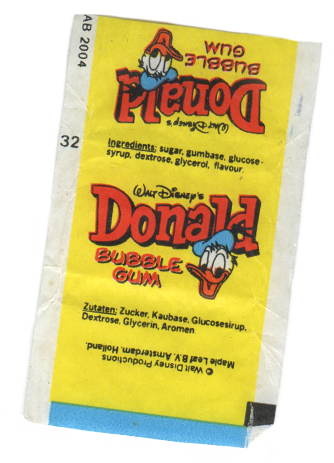 AB 2004
32
BUBBLE
GUM
Donald
WALT DISNEY'S
Ingredients: sugar, gumbase, glucose-
syrup, dextrose, glycerol, flavour.
WALT DISNEY'S
Donald
BUBBLE
GUM
Zutaten: Zucker, Kaubase, Glucosesirup,
Dextrose, Glycerin, Aromen
© Walt Disney Productions
Maple Leaf B.V. Amsterdam. Holland.